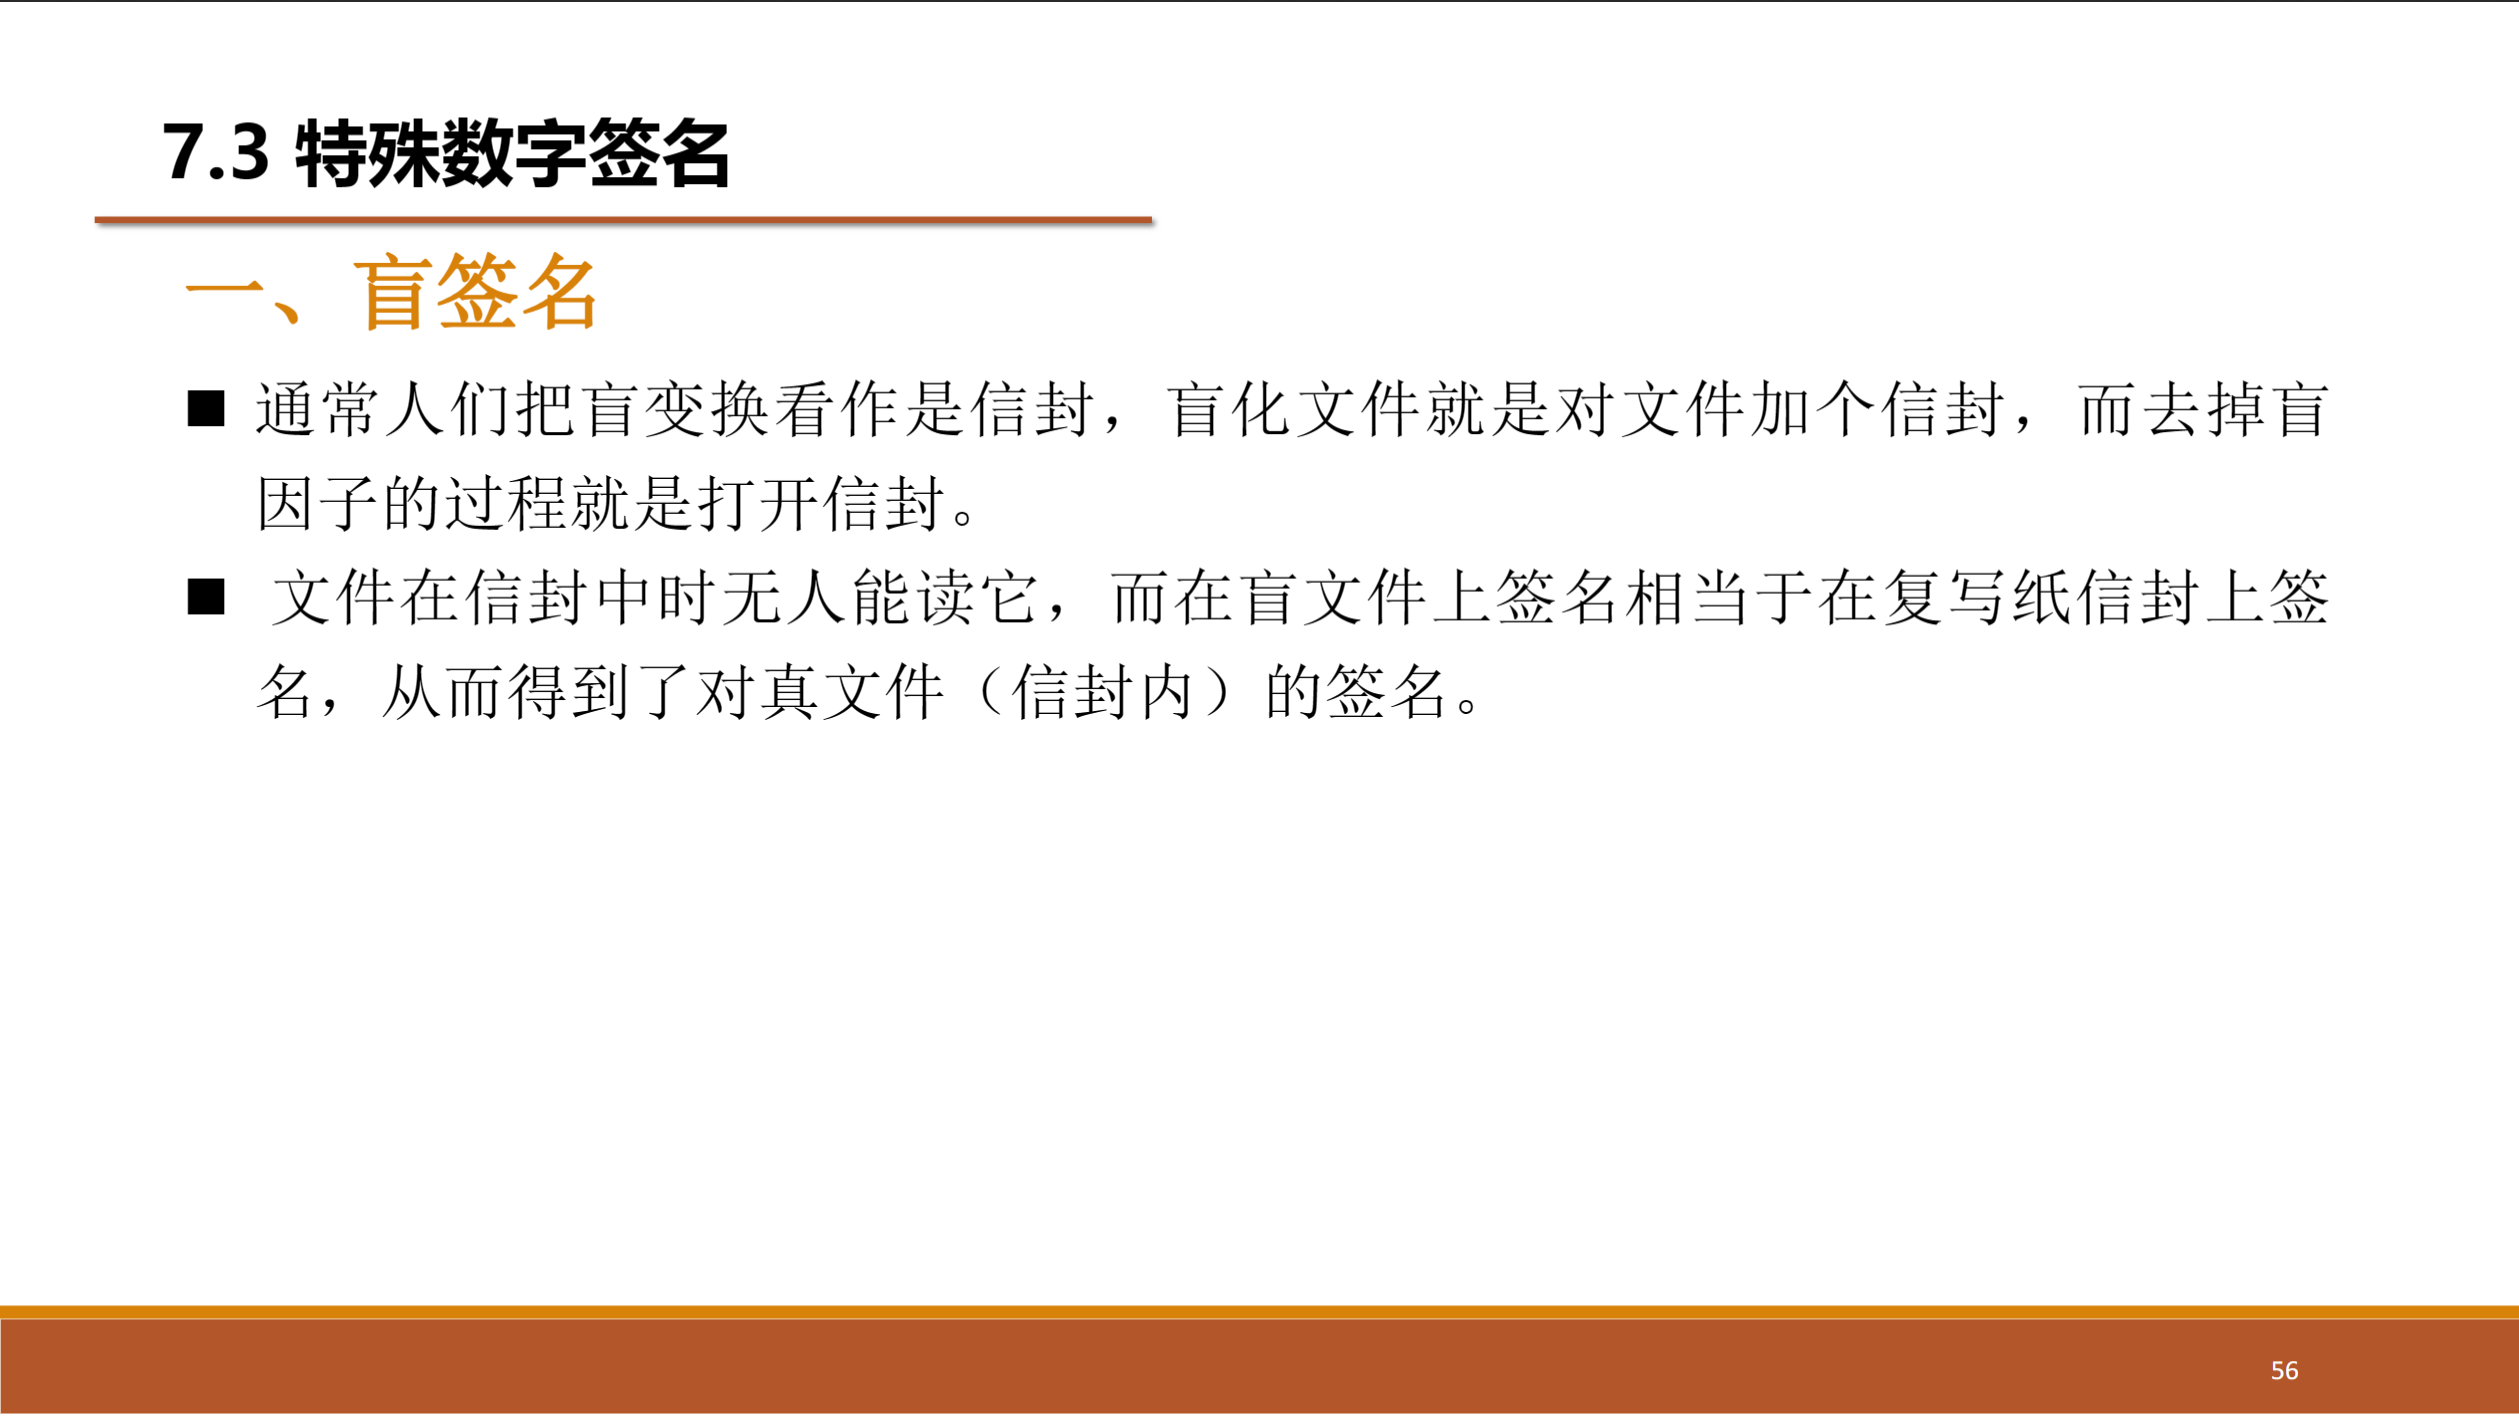 7.3 特殊数字签名
一、盲签名
■ 通常人们把盲变换看作是信封，盲化文件就是对文件加个信封，而去掉盲
因子的过程就是打开信封。
■ 文件在信封中时无人能读它，而在盲文件上签名相当于在复写纸信封上签
名，从而得到了对真文件（信封内）的签名。
56